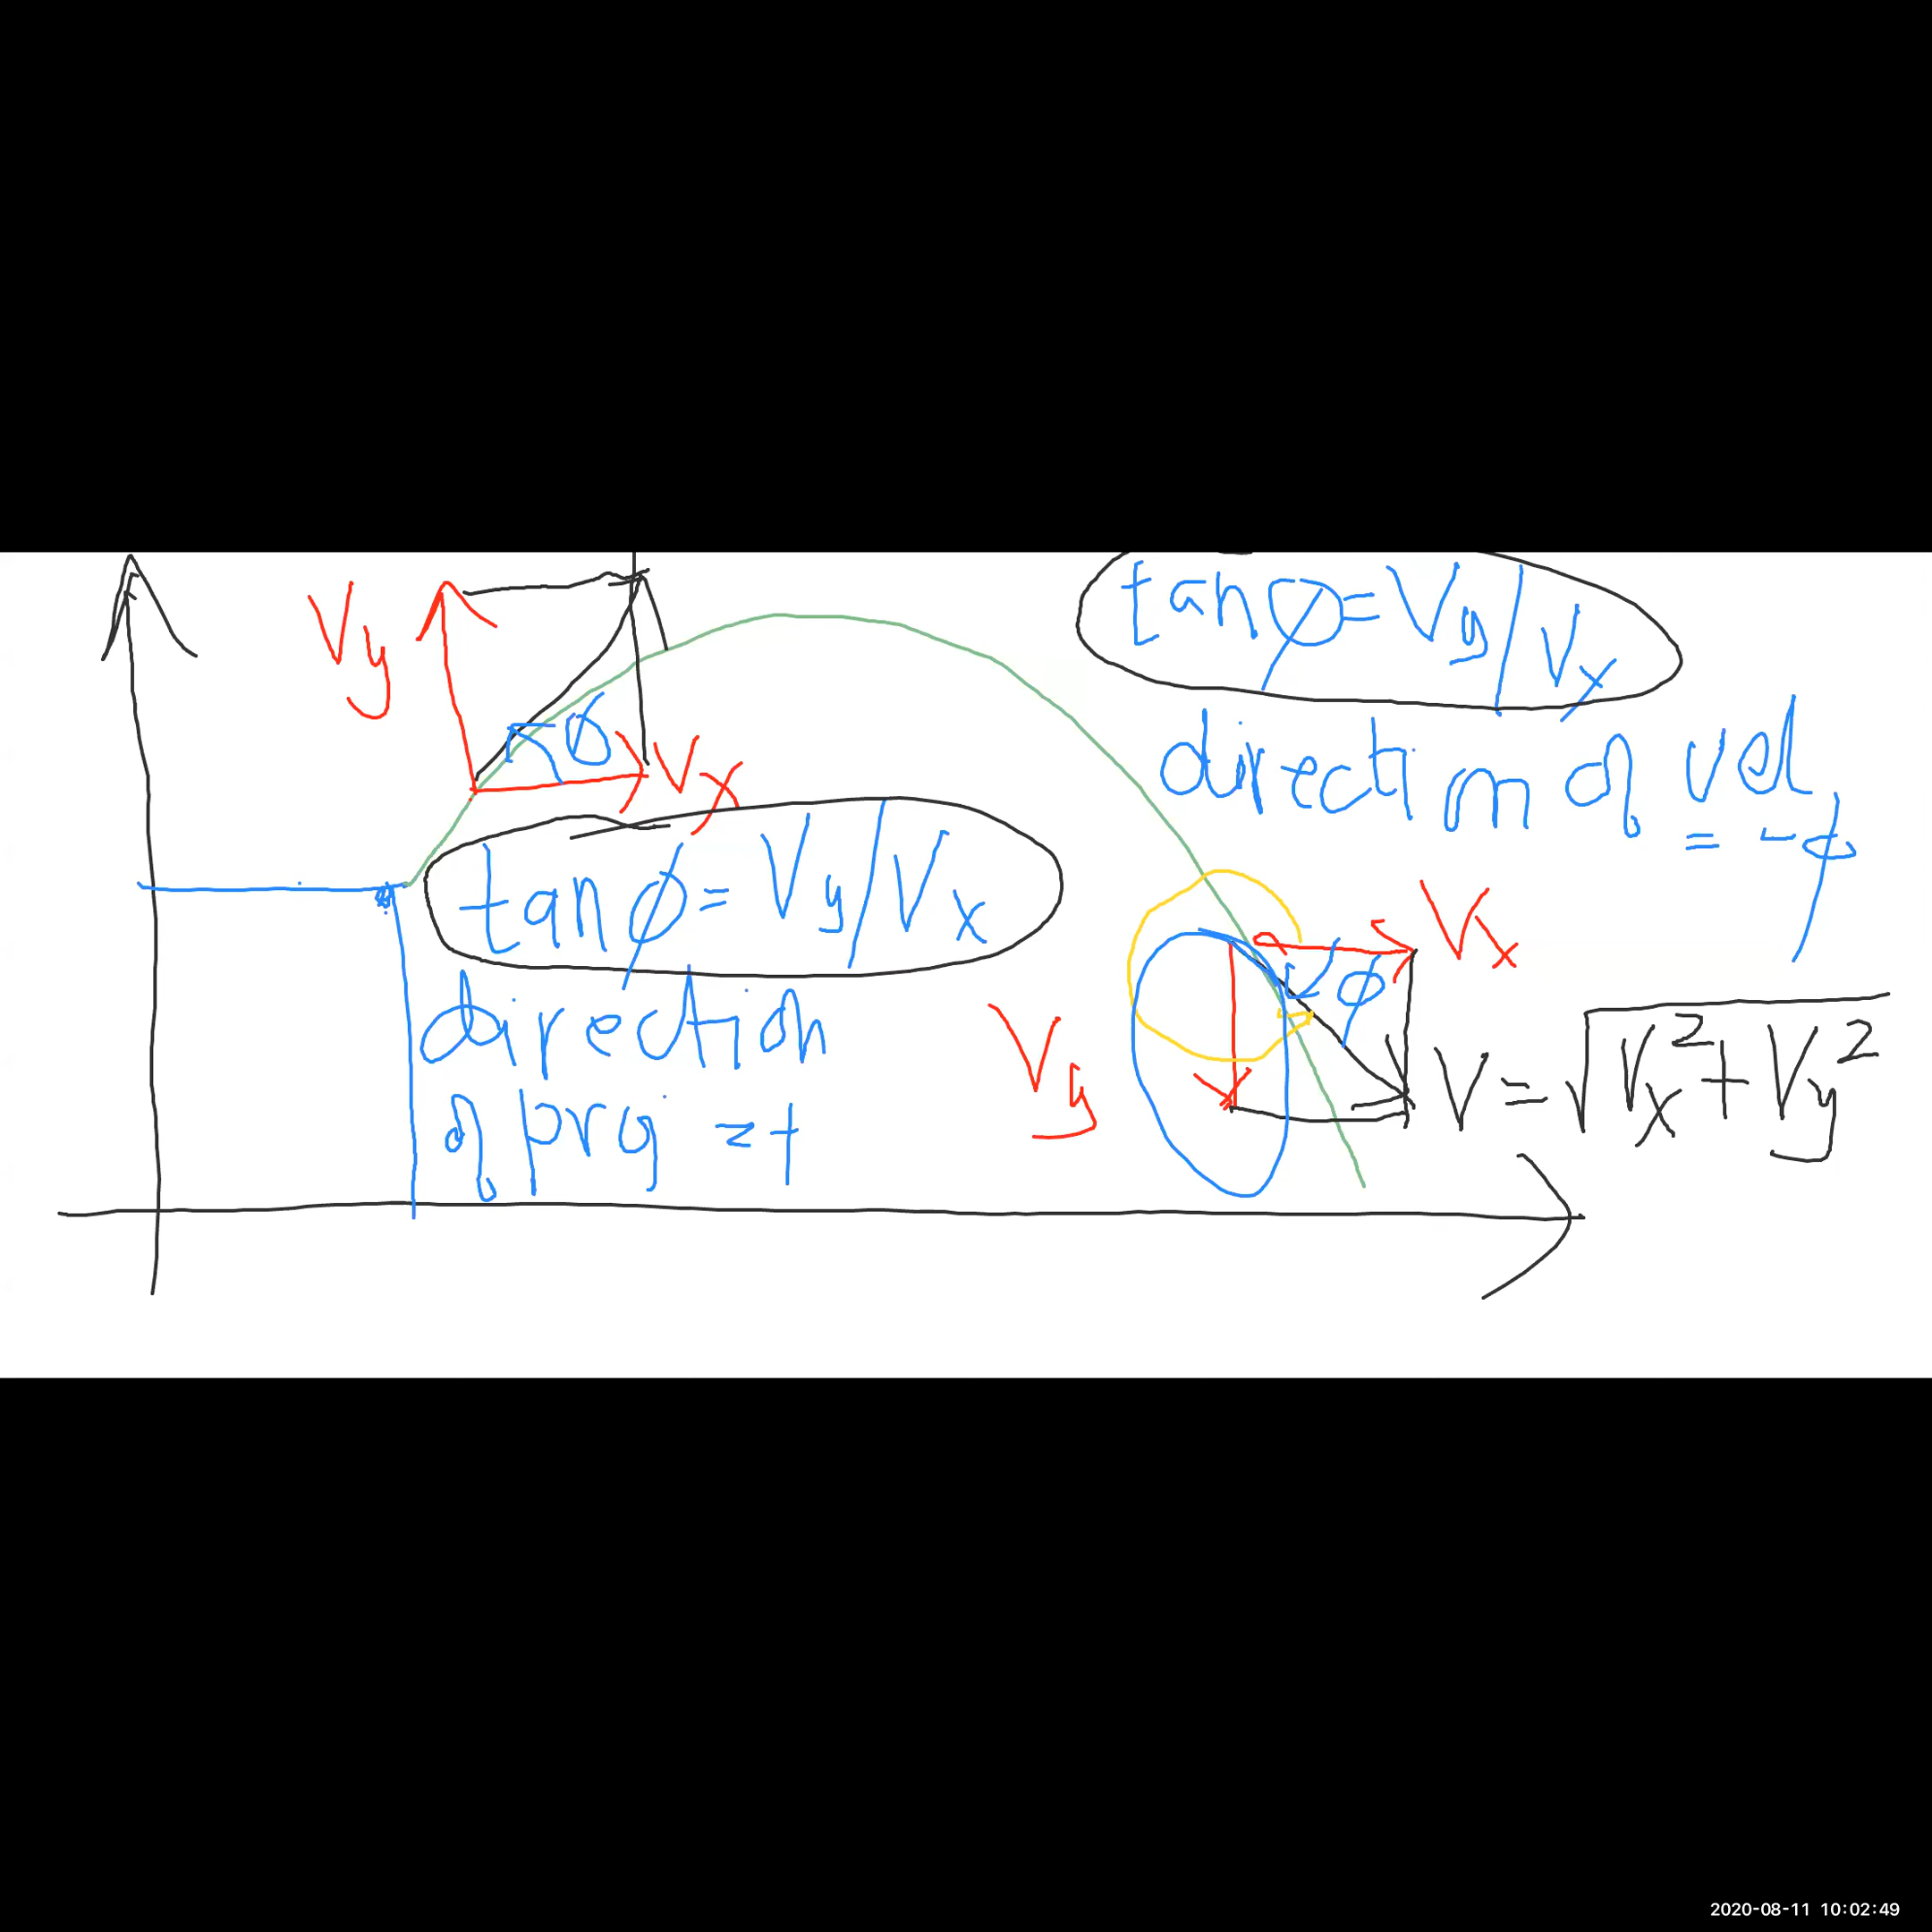 Vy
tan φ = Vy/Vx
φ
Vx
direction of vel
= -φ
tan φ = Vy/Vx
Vx
direction
of proj = +
φ
Vy
V = √Vx² + Vy²
2020-08-11 10:02:49